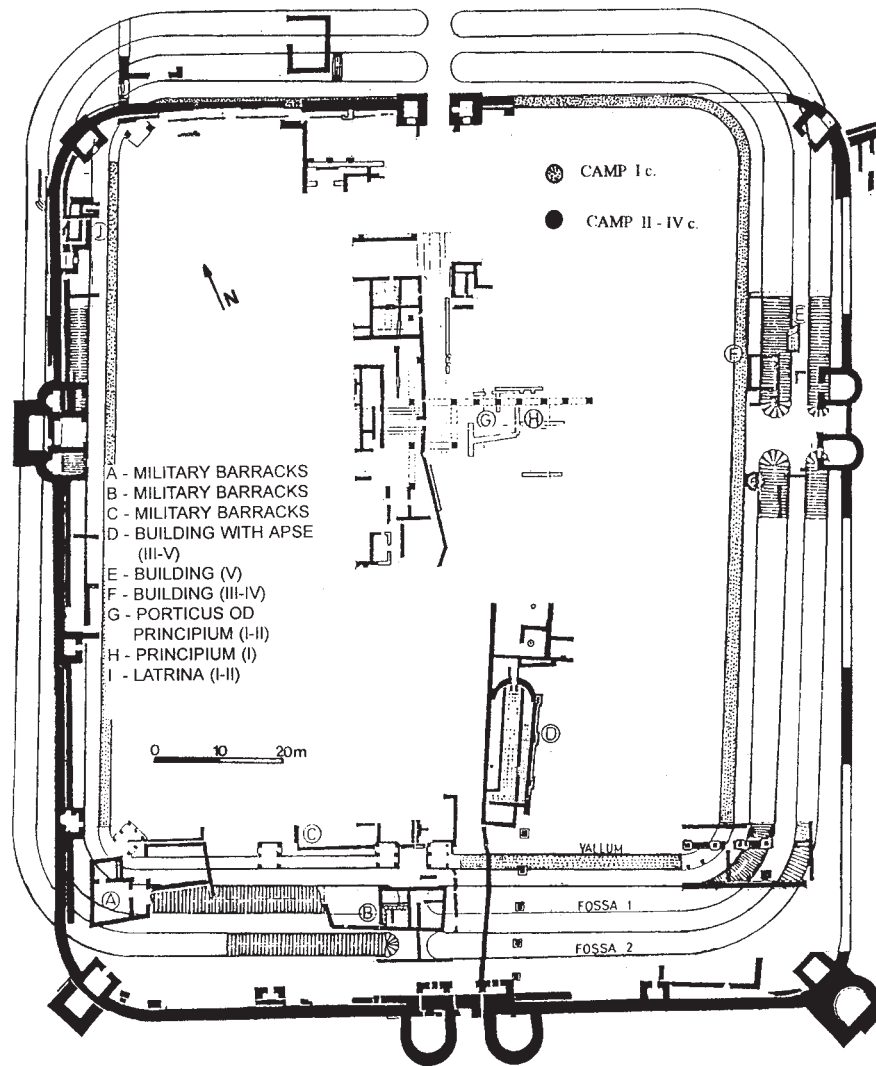 CAMP I c.
CAMP II - IV c.
N
J
E
F
G
H
A - MILITARY BARRACKS
B - MILITARY BARRACKS
C - MILITARY BARRACKS
D - BUILDING WITH APSE
(III-V)
E - BUILDING (V)
F - BUILDING (III-IV)
G - PORTICUS OD
PRINCIPIUM (I-II)
H - PRINCIPIUM (I)
I - LATRINA (I-II)
0 10 20m
D
C
VALLUM
A
B
FOSSA 1
FOSSA 2